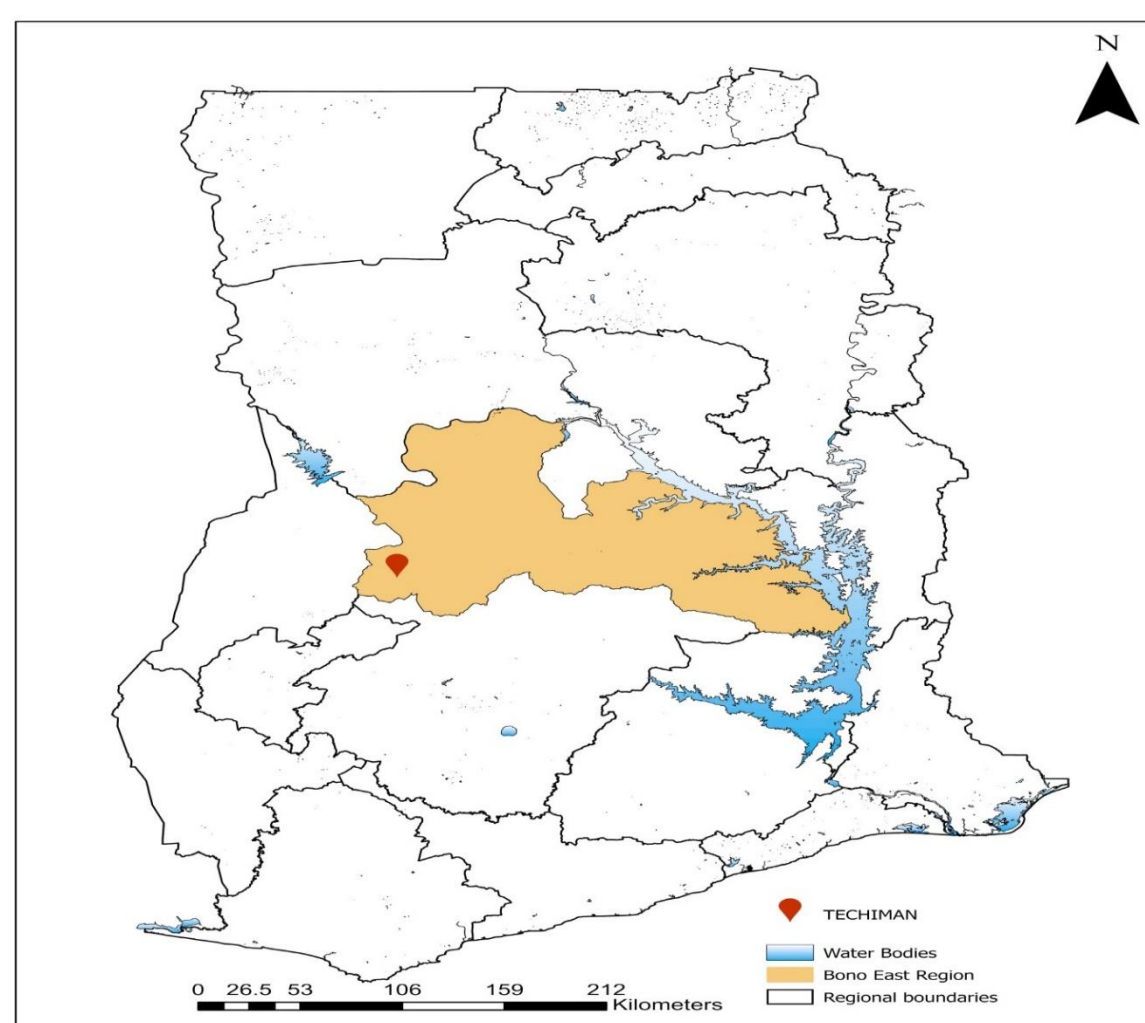 N
TECHIMAN
Water Bodies
Bono East Region
Regional boundaries
0 26.5 53 106 159 212
Kilometers